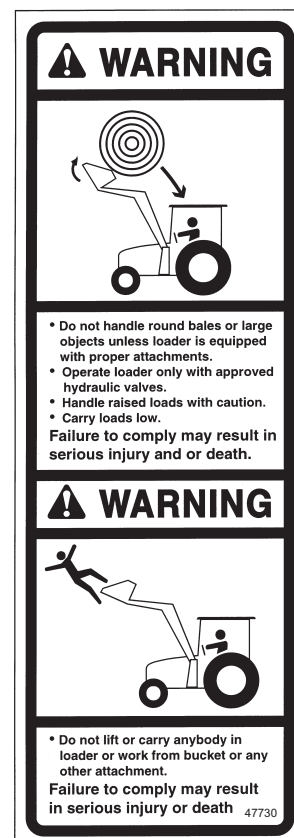 WARNING
• Do not handle round bales or large
objects unless loader is equipped
with proper attachments.
• Operate loader only with approved
hydraulic valves.
• Handle raised loads with caution.
• Carry loads low.
Failure to comply may result in
serious injury and or death.
WARNING
• Do not lift or carry anybody in
loader or work from bucket or any
other attachment.
Failure to comply may result
in serious injury or death 47730